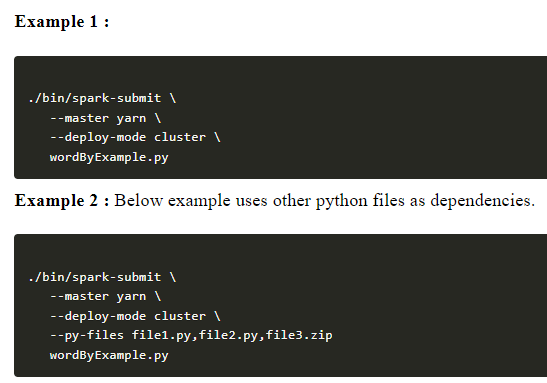 Example 1 :
./bin/spark-submit \
--master yarn \
--deploy-mode cluster \
wordByExample.py
Example 2 : Below example uses other python files as dependencies.
./bin/spark-submit \
--master yarn \
--deploy-mode cluster \
--py-files file1.py,file2.py,file3.zip
wordByExample.py